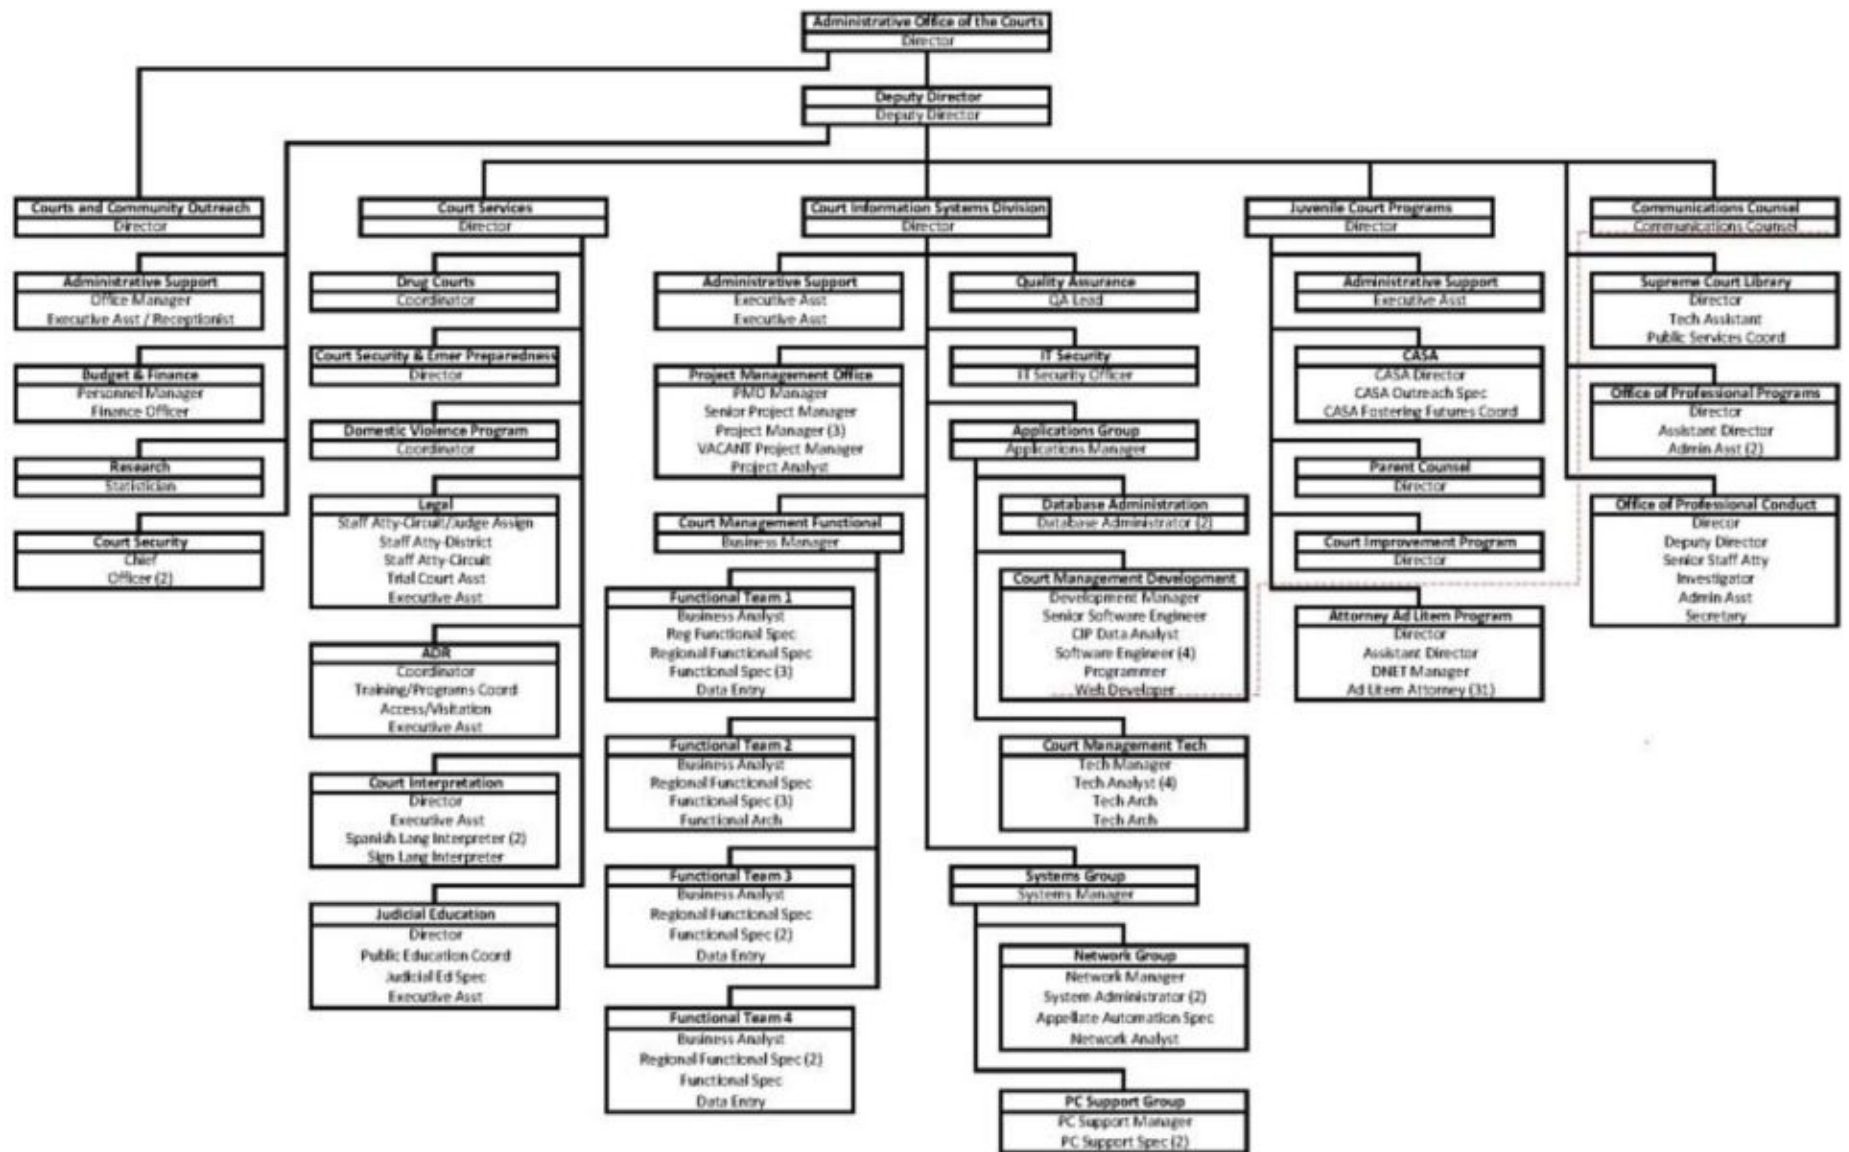 Administrative Office of the Courts
Director
Deputy Director
Deputy Director
Courts and Community Outreach
Director
Administrative Support
Office Manager
Executive Asst / Receptionist
Budget & Finance
Personnel Manager
Finance Officer
Research
Statistician
Court Security
Chief
Officer (2)
Court Services
Director
Drug Courts
Coordinator
Court Security & Emer Preparedness
Director
Domestic Violence Program
Coordinator
Legal
Staff Atty-Circuit/Judge Assign
Staff Atty-District
Staff Atty-Circuit
Trial Court Asst
Executive Asst
ADR
Coordinator
Training/Programs Coord
Access/Visitation
Executive Asst
Court Interpretation
Director
Executive Asst
Spanish Lang Interpreter (2)
Sign Lang Interpreter
Judicial Education
Director
Public Education Coord
Judicial Ed Spec
Executive Asst
Court Information Systems Division
Director
Administrative Support
Executive Asst
Executive Asst
Project Management Office
PMO Manager
Senior Project Manager
Project Manager (3)
VACANT Project Manager
Project Analyst
Court Management Functional
Business Manager
Functional Team 1
Business Analyst
Reg Functional Spec
Regional Functional Spec
Functional Spec (3)
Data Entry
Functional Team 2
Business Analyst
Regional Functional Spec
Functional Spec (3)
Functional Arch
Functional Team 3
Business Analyst
Regional Functional Spec
Functional Spec (2)
Data Entry
Functional Team 4
Business Analyst
Regional Functional Spec (2)
Functional Spec
Data Entry
Quality Assurance
QA Lead
IT Security
IT Security Officer
Applications Group
Applications Manager
Database Administration
Database Administrator (2)
Court Management Development
Development Manager
Senior Software Engineer
CIP Data Analyst
Software Engineer (4)
Programmer
Web Developer
Court Management Tech
Tech Manager
Tech Analyst (4)
Tech Arch
Tech Arch
Systems Group
Systems Manager
Network Group
Network Manager
System Administrator (2)
Appellate Automation Spec
Network Analyst
PC Support Group
PC Support Manager
PC Support Spec (2)
Juvenile Court Programs
Director
Administrative Support
Executive Asst
CASA
CASA Director
CASA Outreach Spec
CASA Fostering Futures Coord
Parent Counsel
Director
Court Improvement Program
Director
Attorney Ad Litem Program
Director
Assistant Director
DNET Manager
Ad Litem Attorney (31)
Communications Counsel
Communications Counsel
Supreme Court Library
Director
Tech Assistant
Public Services Coord
Office of Professional Programs
Director
Assistant Director
Admin Asst (2)
Office of Professional Conduct
Direcor
Deputy Director
Senior Staff Atty
Investigator
Admin Asst
Secretary